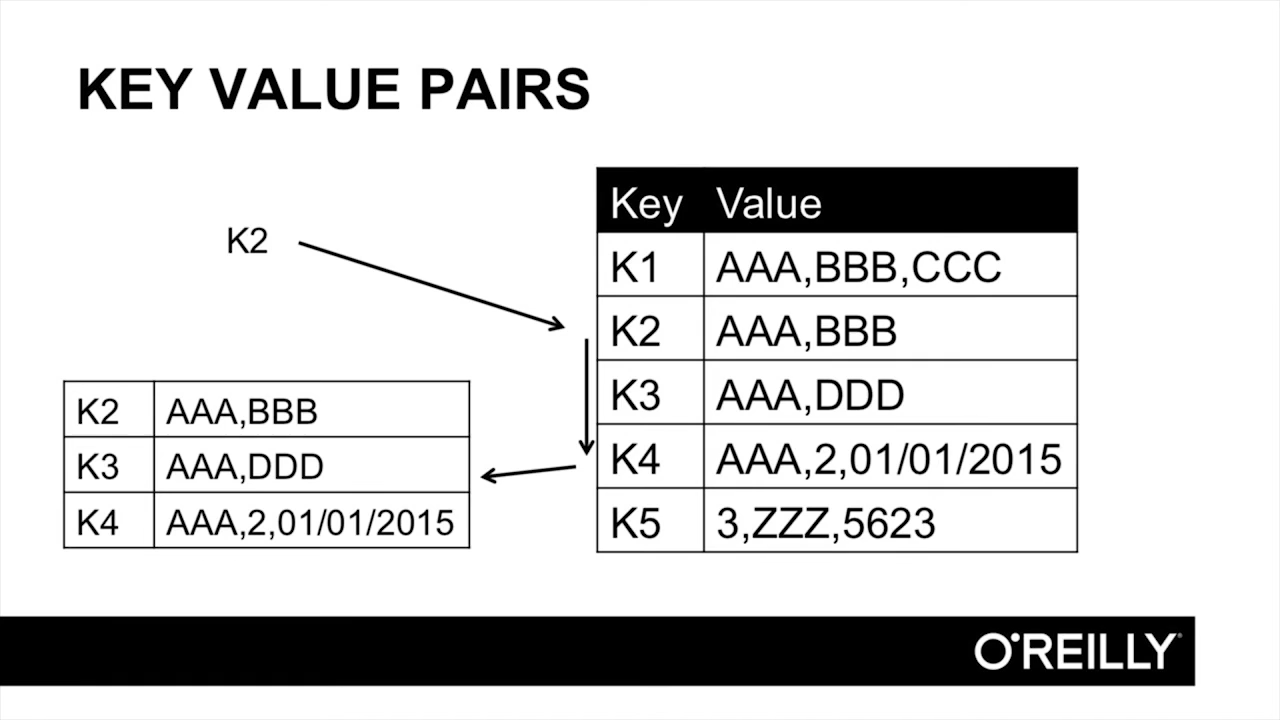 KEY VALUE PAIRS
K2
Key Value
K1 AAA,BBB,CCC
K2 AAA,BBB
K3 AAA,DDD
K4 AAA,2,01/01/2015
K5 3,ZZZ,5623
K2 AAA,BBB
K3 AAA,DDD
K4 AAA,2,01/01/2015
O'REILLY®